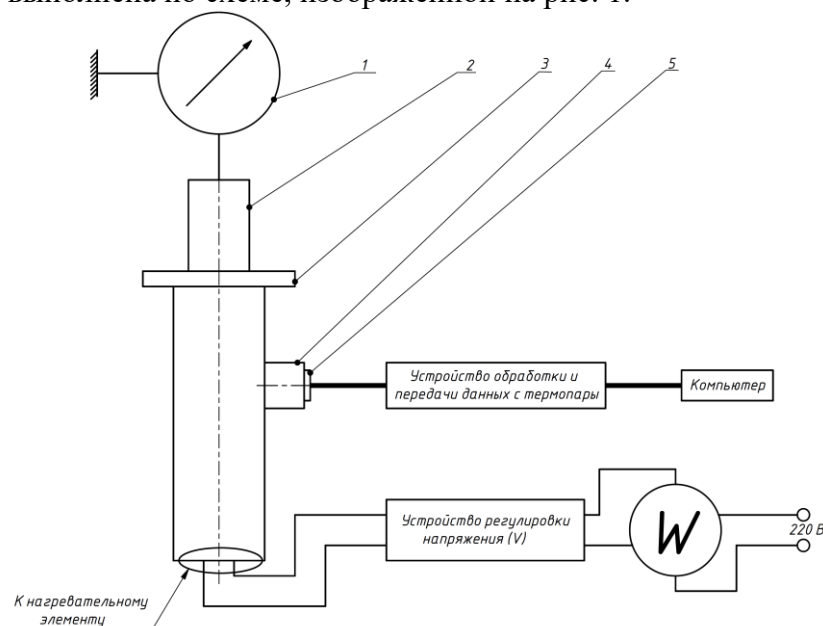 выполнена по схеме, изображенной на рис. 1.
1
2
3
4
5
Устройство обработки и
передачи данных с термопары
Компьютер
Устройство регулировки
напряжения (V)
W
220 В
К нагревательному
элементу